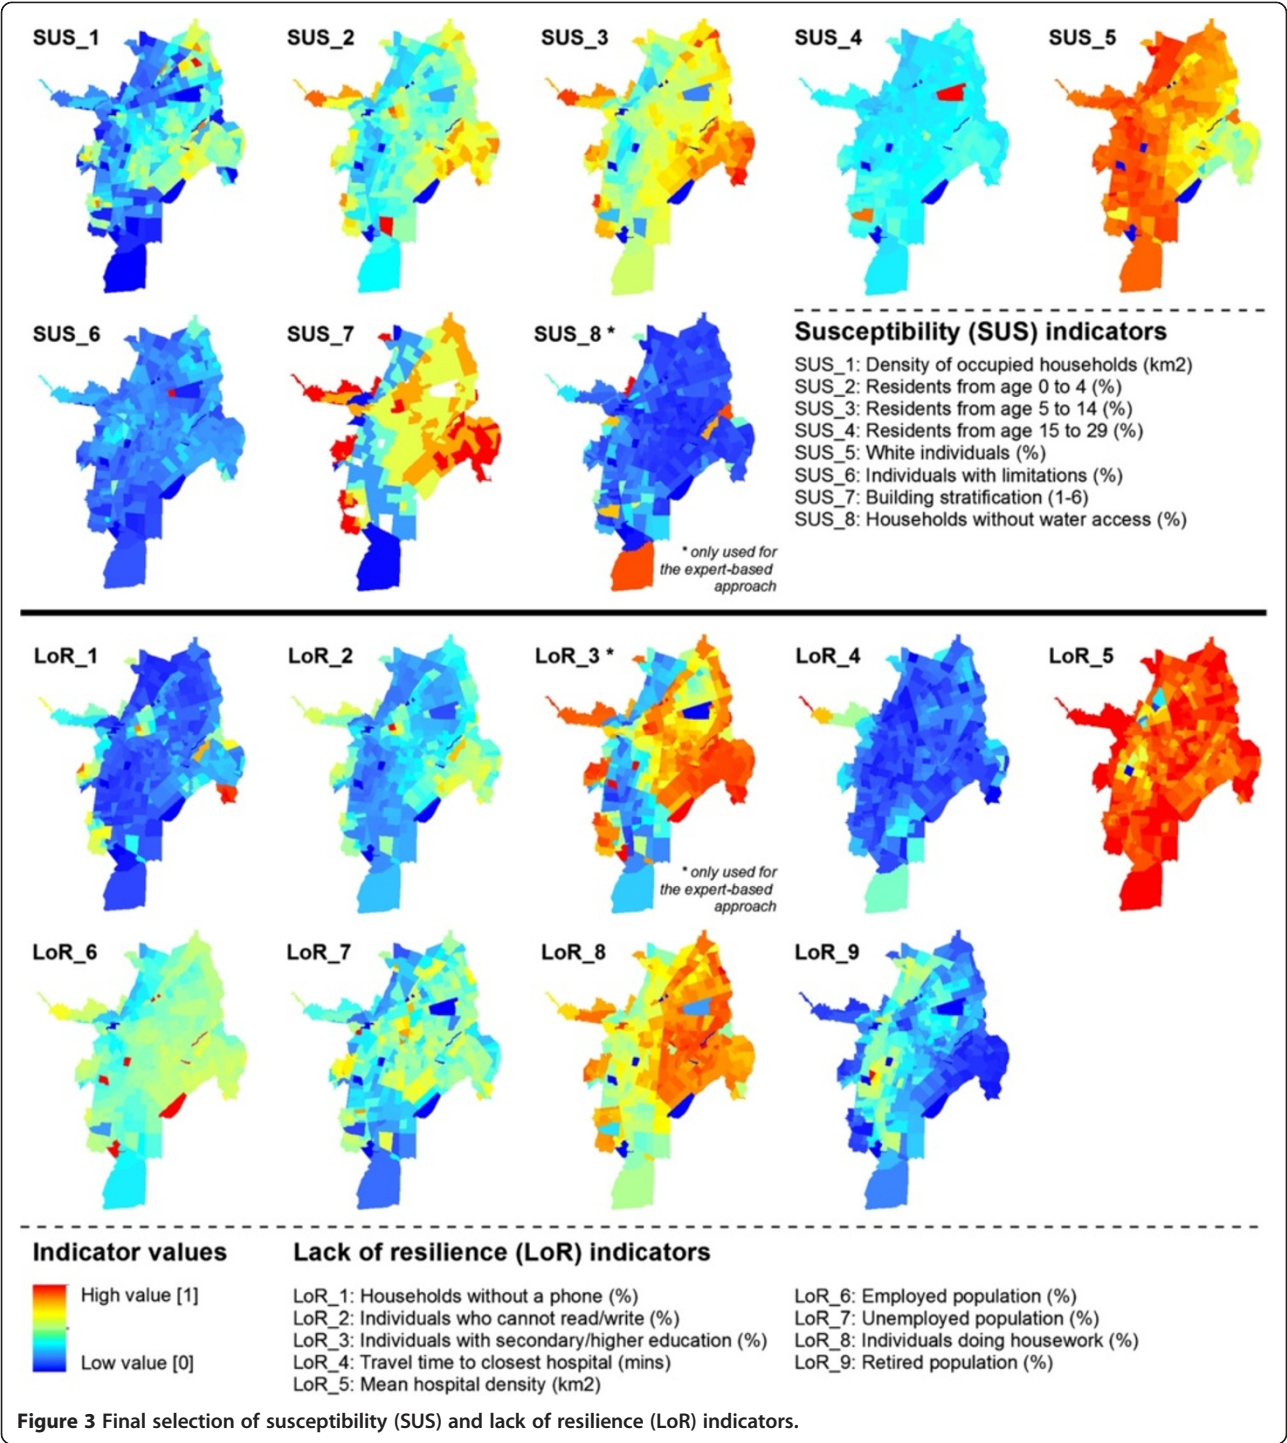 SUS_1
SUS_2
SUS_3
SUS_4
SUS_5
SUS_6
SUS_7
SUS_8 *
* only used for
the expert-based
approach
Susceptibility (SUS) indicators
SUS_1: Density of occupied households (km2)
SUS_2: Residents from age 0 to 4 (%)
SUS_3: Residents from age 5 to 14 (%)
SUS_4: Residents from age 15 to 29 (%)
SUS_5: White individuals (%)
SUS_6: Individuals with limitations (%)
SUS_7: Building stratification (1-6)
SUS_8: Households without water access (%)
LoR_1
LoR_2
LoR_3 *
LoR_4
LoR_5
* only used for
the expert-based
approach
LoR_6
LoR_7
LoR_8
LoR_9
Indicator values
High value [1]
Low value [0]
Lack of resilience (LoR) indicators
LoR_1: Households without a phone (%)
LoR_2: Individuals who cannot read/write (%)
LoR_3: Individuals with secondary/higher education (%)
LoR_4: Travel time to closest hospital (mins)
LoR_5: Mean hospital density (km2)
LoR_6: Employed population (%)
LoR_7: Unemployed population (%)
LoR_8: Individuals doing housework (%)
LoR_9: Retired population (%)
Figure 3 Final selection of susceptibility (SUS) and lack of resilience (LoR) indicators.